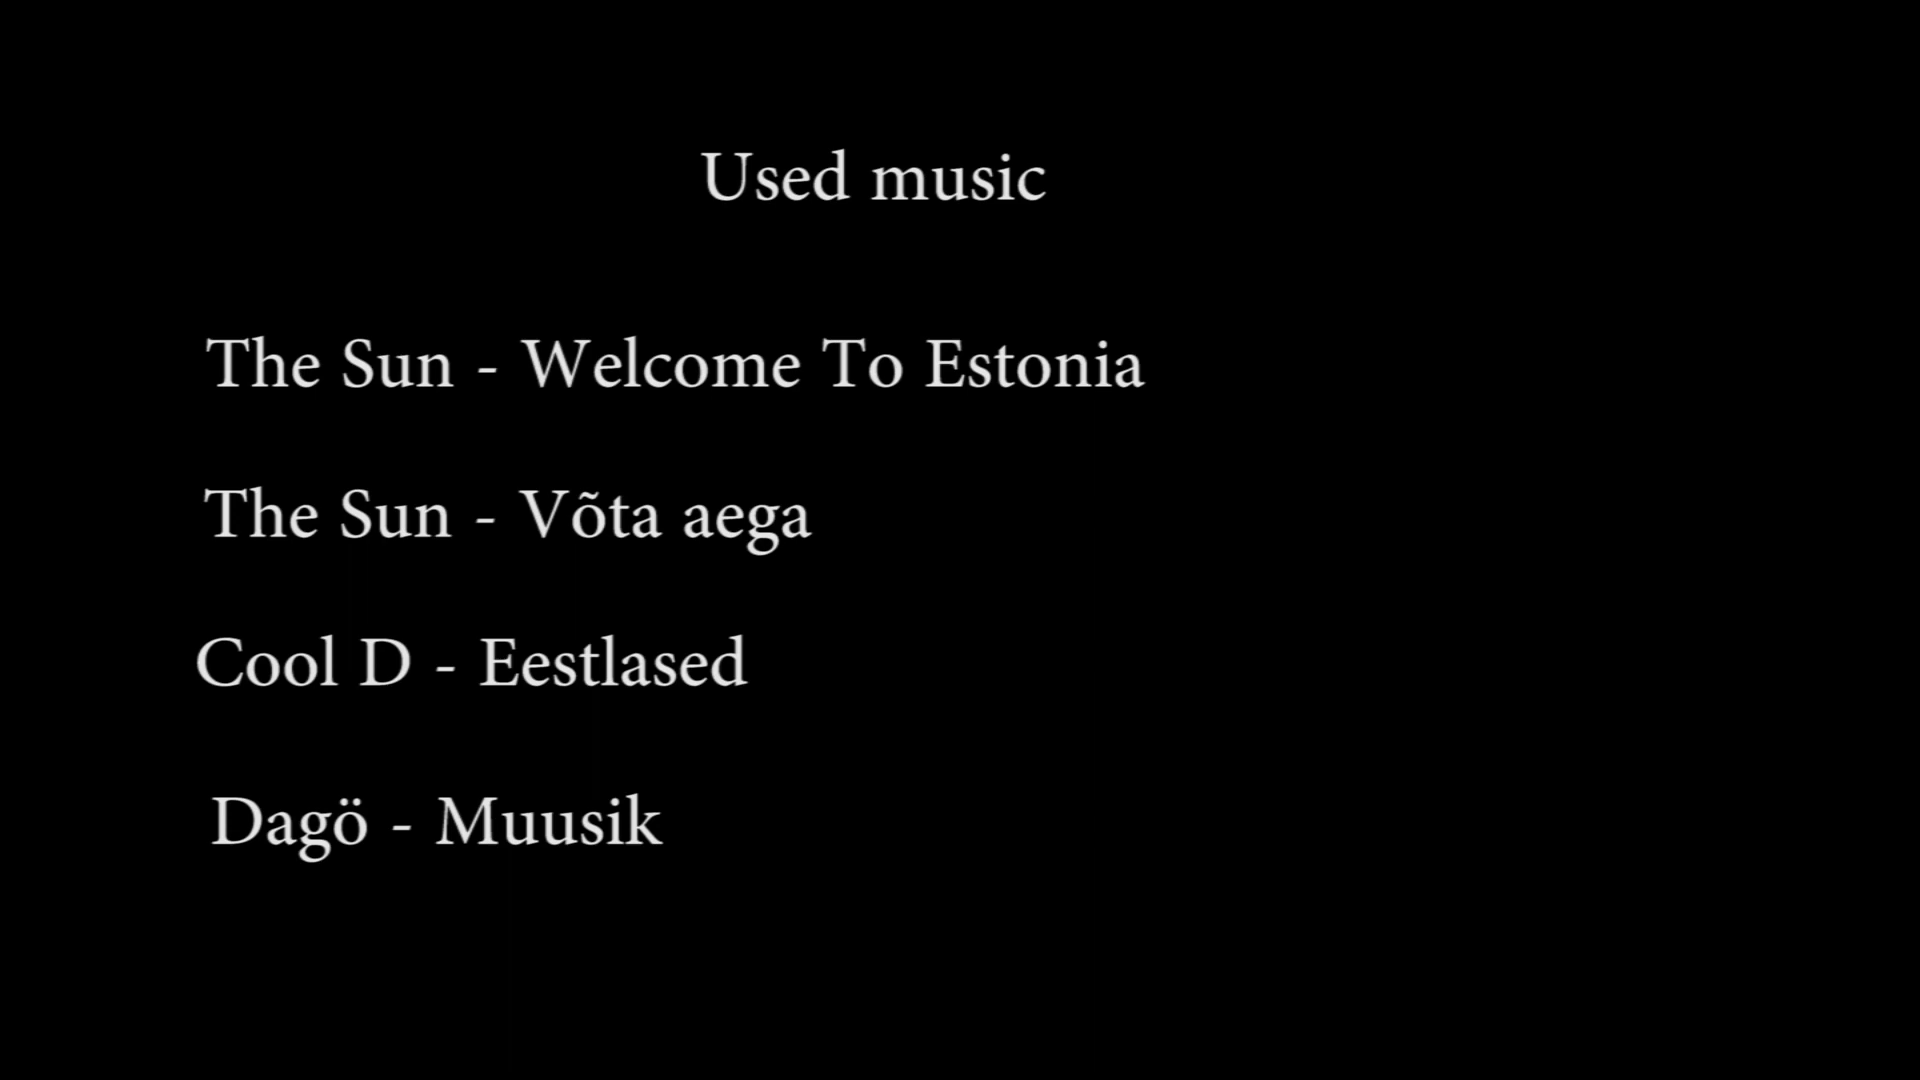 Used music
The Sun - Welcome To Estonia
The Sun - Võta aega
Cool D - Eestlased
Dagö - Muusik